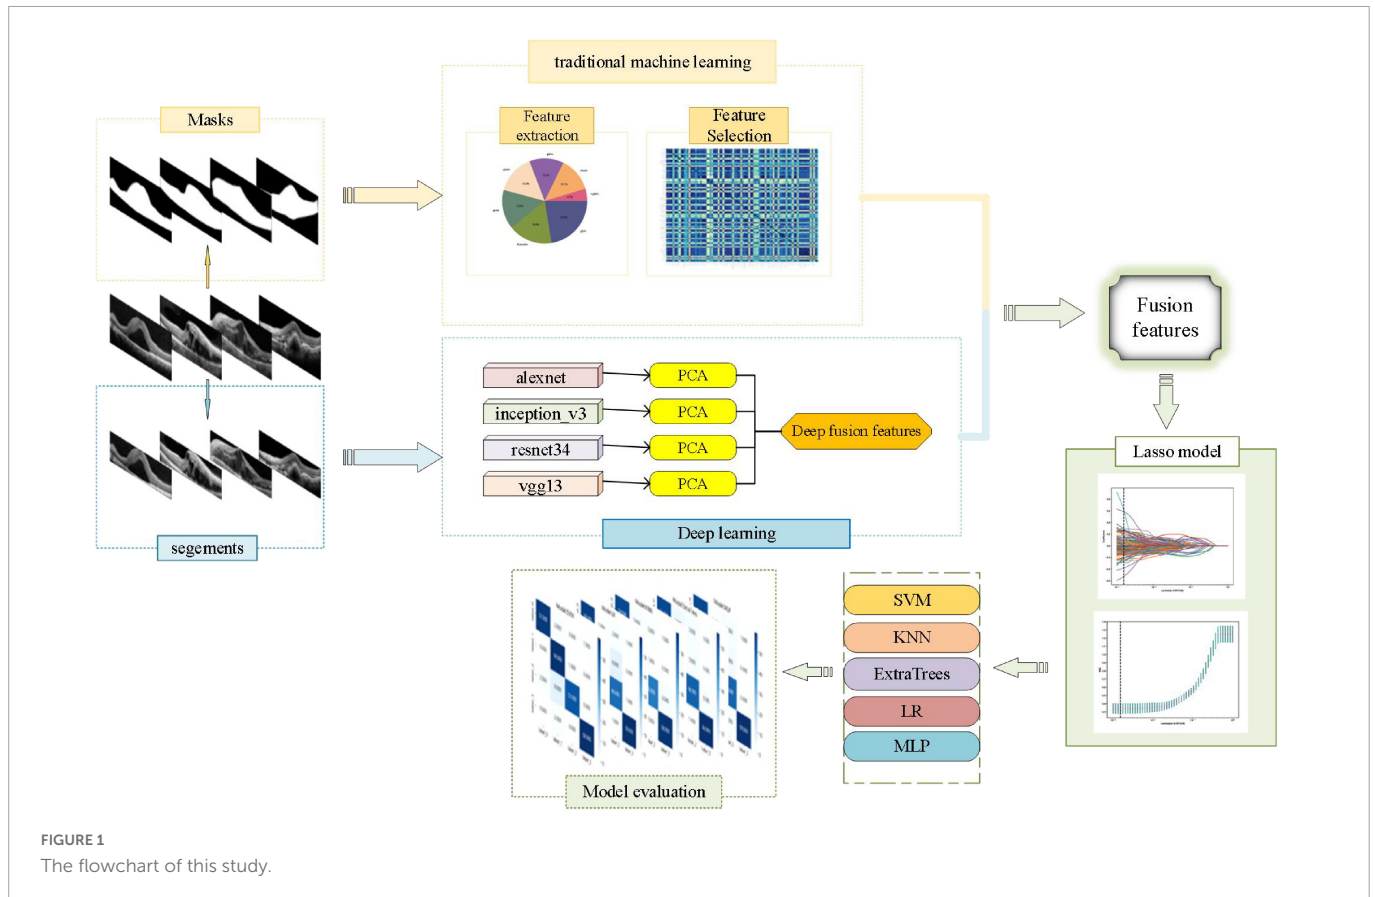 traditional machine learning
Masks
Feature
extraction
Feature
Selection
Fusion
features
alexnet
PCA
inception_v3
PCA
Deep fusion features
resnet34
PCA
vgg13
PCA
Deep learning
segements
Lasso model
SVM
KNN
ExtraTrees
LR
MLP
Model evaluation
FIGURE 1
The flowchart of this study.